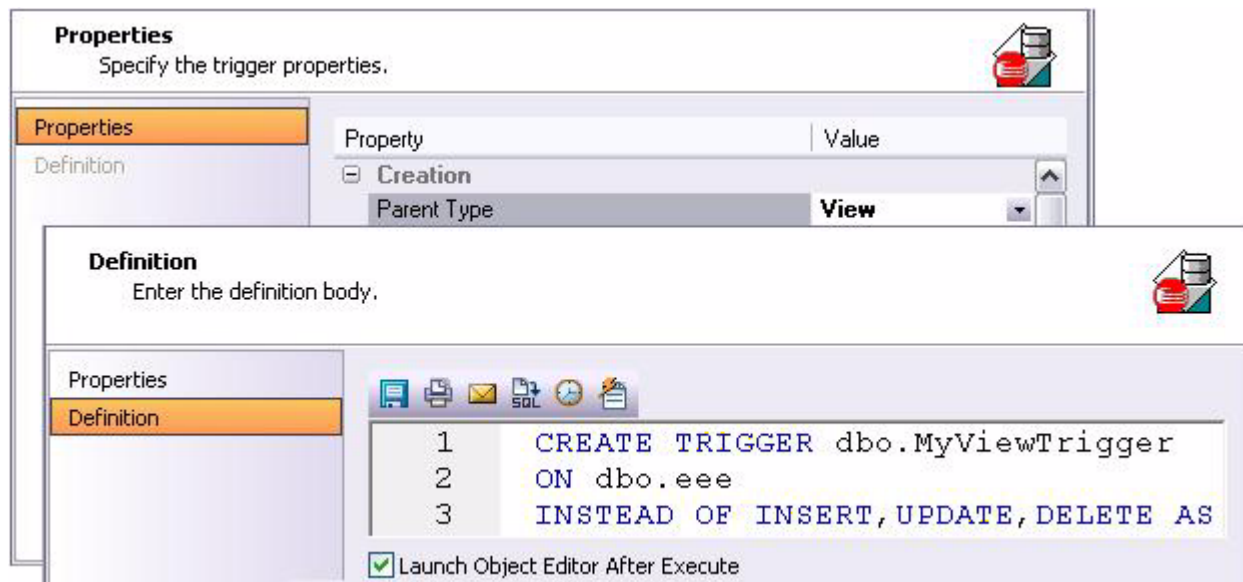 Properties
Specify the trigger properties.
Properties
Definition
Property Value
Creation
Parent Type View
Definition
Enter the definition body.
Properties
Definition
SQL
1 CREATE TRIGGER dbo.MyViewTrigger
2 ON dbo.eee
3 INSTEAD OF INSERT,UPDATE,DELETE AS
Launch Object Editor After Execute